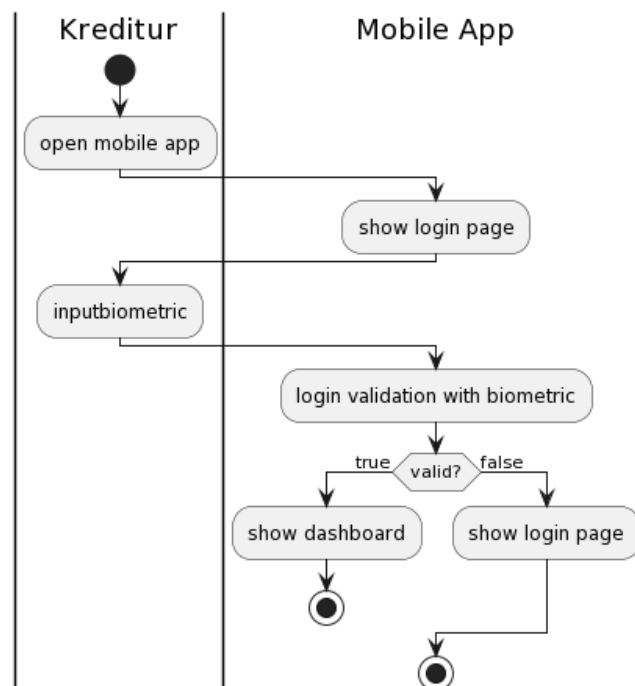 Kreditur
Mobile App
open mobile app
show login page
inputbiometric
login validation with biometric
true
valid?
false
show dashboard
show login page